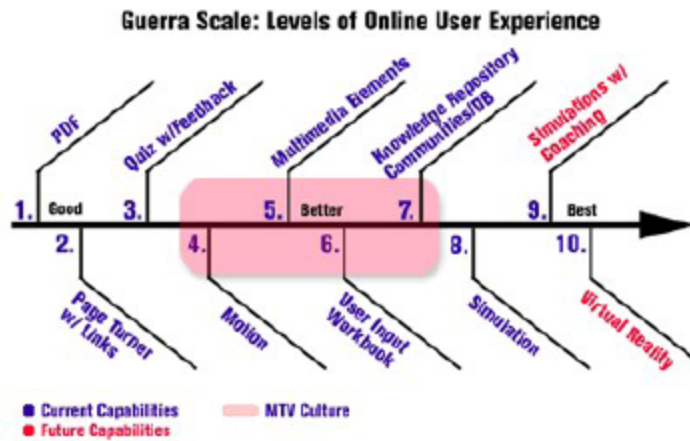 Guerra Scale: Levels of Online User Experience
PDF
Quiz w/Feedback
Multimedia Elements
Knowledge Repository
Communities/DB
Simulations w/
Coaching
1. Good
3.
5. Better
7.
9. Best
2.
4.
6.
8.
10.
Page Turner
w/ Links
Motion
User Input
Workbook
Simulation
Virtual Reality
Current Capabilities
MTV Culture
Future Capabilities